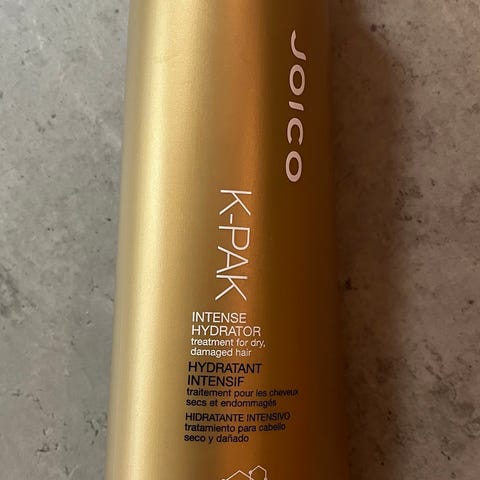 JOICO
K-PAK
INTENSE
HYDRATOR
treatment for dry,
damaged hair
HYDRATANT
INTENSIF
traitement pour les cheveux
secs et endommagés
HIDRATANTE INTENSIVO
tratamiento para cabello
seco y dañado